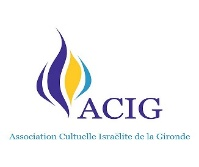 ACIG
Association Cultuelle Israélite de la Gironde